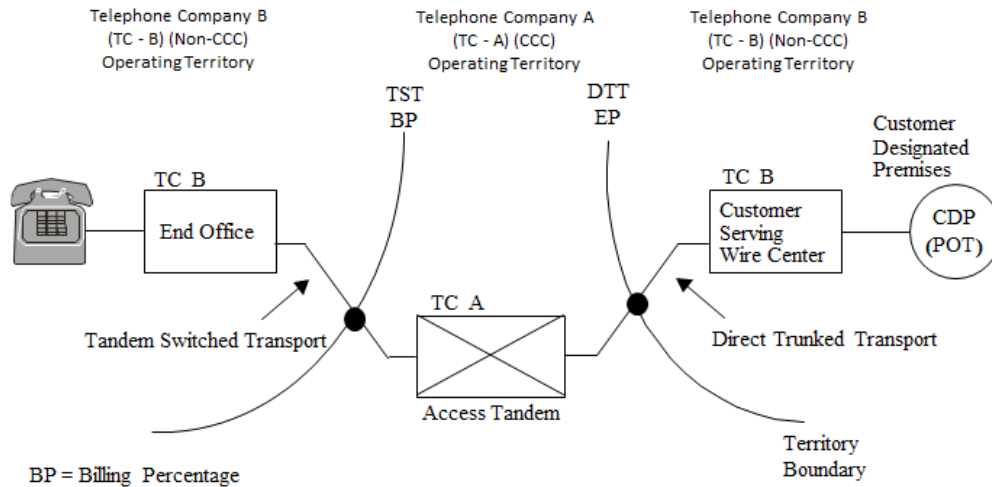 Telephone Company B
(TC - B) (Non-CCC)
Operating Territory
Telephone Company A
(TC - A) (CCC)
Operating Territory
Telephone Company B
(TC - B) (Non-CCC)
Operating Territory
TST
BP
DTT
EP
Customer
Designated
Premises
TC B
End Office
TC B
Customer
Serving
Wire Center
CDP
(POT)
Tandem Switched Transport
TC A
Access Tandem
Direct Trunked Transport
BP = Billing Percentage
Territory
Boundary